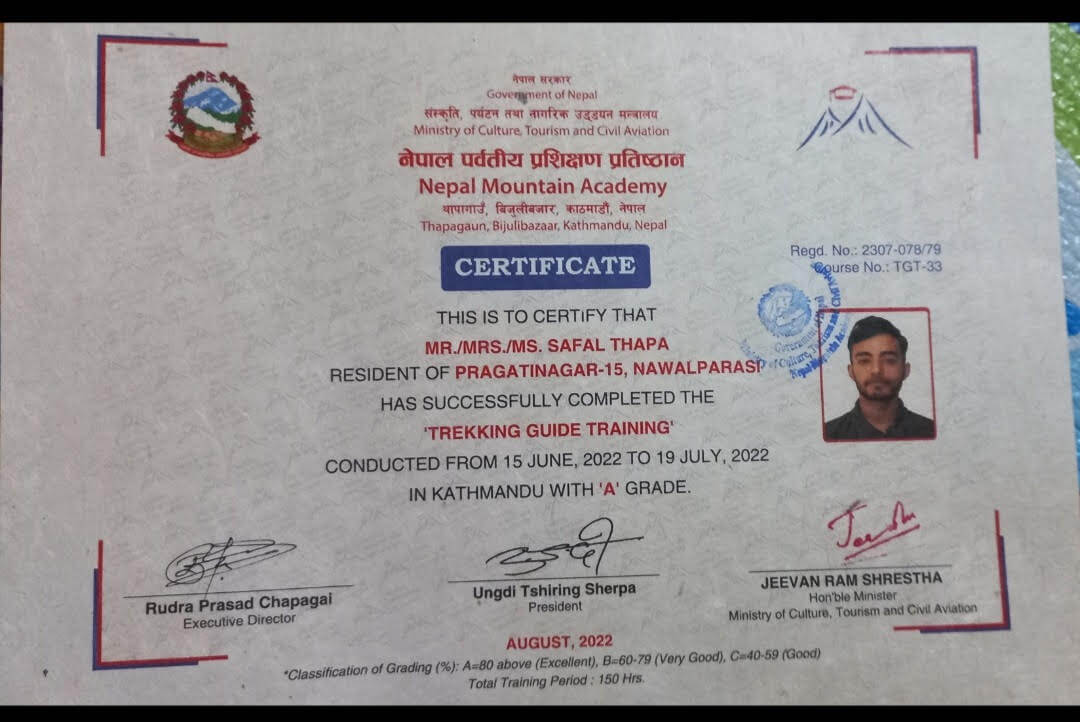 नेपाल सरकार
Government of Nepal
संस्कृति, पर्यटन तथा नागरिक उड्डयन मन्त्रालय
Ministry of Culture, Tourism and Civil Aviation
नेपाल पर्वतीय प्रशिक्षण प्रतिष्ठान
Nepal Mountain Academy
थापागाउँ, बिजुलीबजार, काठमाडौं, नेपाल
Thapagaun, Bijulibazaar, Kathmandu, Nepal
CERTIFICATE
Regd. No.: 2307-078/79
Course No.: TGT-33
THIS IS TO CERTIFY THAT
MR./MRS./MS. SAFAL THAPA
RESIDENT OF PRAGATINAGAR-15, NAWALPARASI
HAS SUCCESSFULLY COMPLETED THE
'TREKKING GUIDE TRAINING'
CONDUCTED FROM 15 JUNE, 2022 TO 19 JULY, 2022
IN KATHMANDU WITH 'A' GRADE.
Rudra Prasad Chapagai
Executive Director
Ungdi Tshiring Sherpa
President
JEEVAN RAM SHRESTHA
Hon'ble Minister
Ministry of Culture, Tourism and Civil Aviation
AUGUST, 2022
*Classification of Grading (%): A=80 above (Excellent), B=60-79 (Very Good), C=40-59 (Good)
Total Training Period : 150 Hrs.